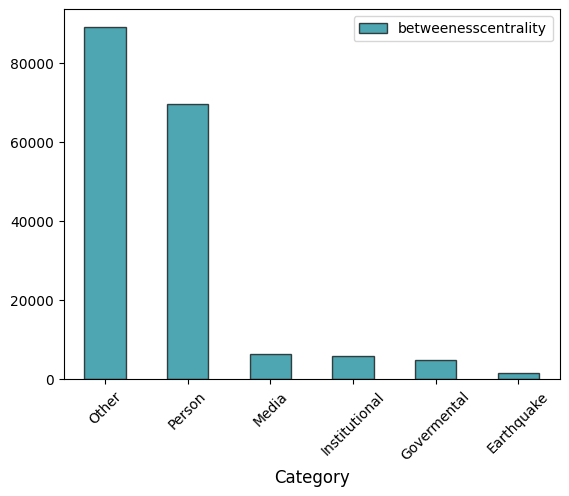 betweenesscentrality
80000
60000
40000
20000
0
Other
Person
Media
Institutional
Govermental
Earthquake
Category